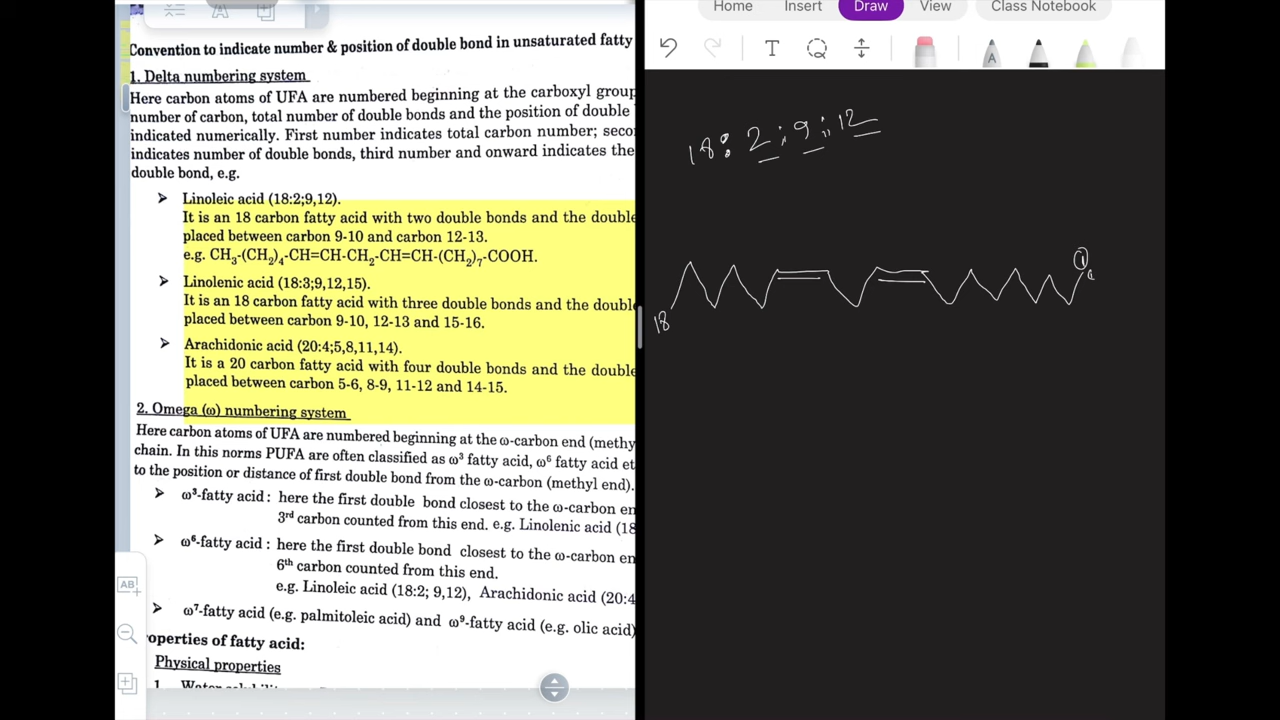 Home Insert Draw View Class Notebook
Convention to indicate number & position of double bond in unsaturated fatty
1. Delta numbering system
Here carbon atoms of UFA are numbered beginning at the carboxyl group
number of carbon, total number of double bonds and the position of double
indicated numerically. First number indicates total carbon number; seco
indicates number of double bonds, third number and onward indicates the
double bond, e.g.
➤ Linoleic acid (18:2;9,12).
It is an 18 carbon fatty acid with two double bonds and the double
placed between carbon 9-10 and carbon 12-13.
e.g. CH₃-(CH₂)₄-CH=CH-CH₂-CH=CH-(CH₂)₇-COOH.
➤ Linolenic acid (18:3;9,12,15).
It is an 18 carbon fatty acid with three double bonds and the double
placed between carbon 9-10, 12-13 and 15-16.
➤ Arachidonic acid (20:4;5,8,11,14).
It is a 20 carbon fatty acid with four double bonds and the double
placed between carbon 5-6, 8-9, 11-12 and 14-15.
2. Omega (ω) numbering system
Here carbon atoms of UFA are numbered beginning at the ω-carbon end (methy
chain. In this norms PUFA are often classified as ω³ fatty acid, ω⁶ fatty acid et
to the position or distance of first double bond from the ω-carbon (methyl end).
➤ ω³-fatty acid : here the first double bond closest to the ω-carbon en
3rd carbon counted from this end. e.g. Linolenic acid (18
➤ ω⁶-fatty acid : here the first double bond closest to the ω-carbon en
6th carbon counted from this end.
e.g. Linoleic acid (18:2; 9,12), Arachidonic acid (20:4
➤ ω⁷-fatty acid (e.g. palmitoleic acid) and ω⁹-fatty acid (e.g. olic acid)
roperties of fatty acid:
Physical properties
1. Water solubilit
18: 2; 9; 12
1
18